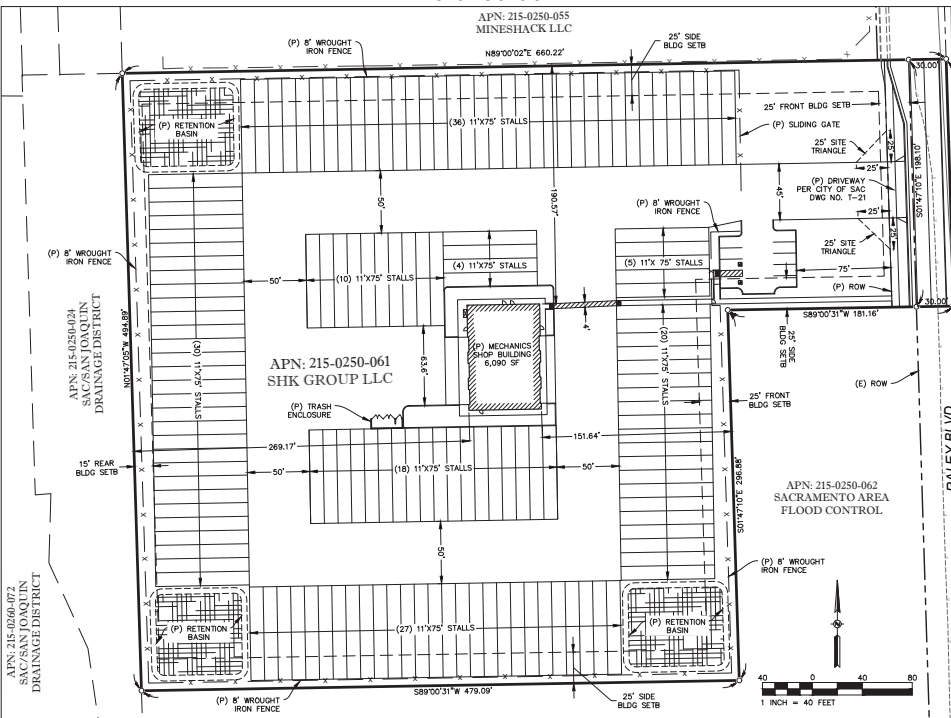 APN: 215-0250-055
MINESHACK LLC
(P) 8' WROUGHT
IRON FENCE
N89°00'02"E 660.22'
25' SIDE
BLDG SETB
30.00'
(P) RETENTION
BASIN
(36) 11'X75' STALLS
25' FRONT BLDG SETB
(P) SLIDING GATE
25' SITE
TRIANGLE
25'
25'
S01°47'10"E 198.10'
(P) DRIVEWAY
PER CITY OF SAC
DWG NO. T-21
50'
190.57'
45'
(P) 8' WROUGHT
IRON FENCE
25'
25'
25' SITE
TRIANGLE
(P) 8' WROUGHT
IRON FENCE
(4) 11'X75' STALLS
(5) 11'X 75' STALLS
50'
(10) 11'X75' STALLS
75'
(P) ROW
30.00'
S89°00'31"W 181.16'
4'
25' SIDE
BLDG SETB
APN: 215-0250-024
SAC/SAN JOAQUIN
DRAINAGE DISTRICT
N01°47'05"W 494.89'
(30) 11'X75' STALLS
APN: 215-0250-061
SHK GROUP LLC
63.6'
(P) MECHANICS
SHOP BUILDING
6,090 SF
(20) 11'X75' STALLS
(E) ROW
(P) TRASH
ENCLOSURE
25' FRONT
BLDG SETB
269.17'
151.64'
15' REAR
BLDG SETB
50'
(18) 11'X75' STALLS
50'
APN: 215-0250-062
SACRAMENTO AREA
FLOOD CONTROL
S01°47'10"E 296.88'
50'
(P) 8' WROUGHT
IRON FENCE
APN: 215-0260-072
SAC/SAN JOAQUIN
DRAINAGE DISTRICT
(P) RETENTION
BASIN
(27) 11'X75' STALLS
(P) RETENTION
BASIN
(P) 8' WROUGHT
IRON FENCE
S89°00'31"W 479.09'
25' SIDE
BLDG SETB
40 0 40 80
1 INCH = 40 FEET